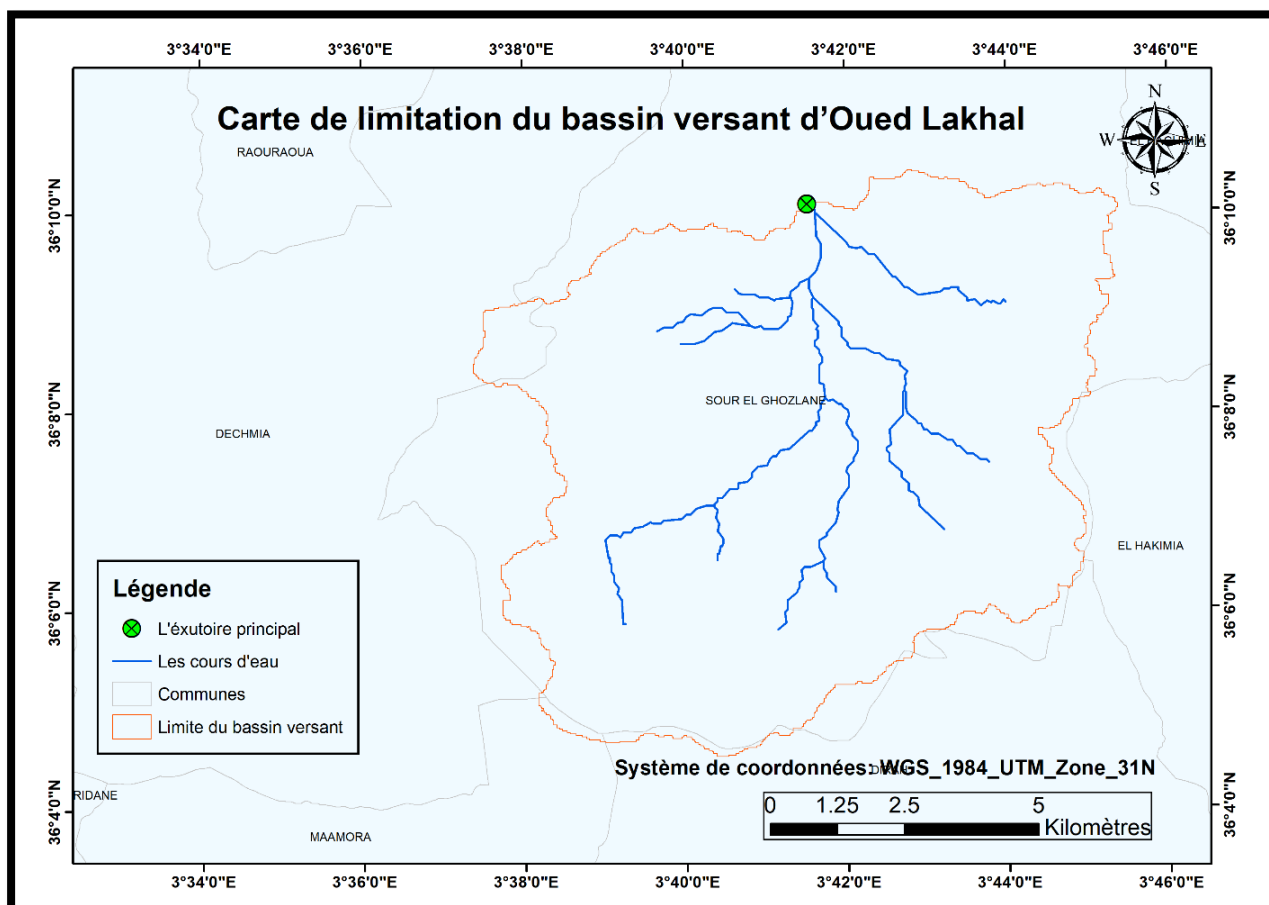 3°34'0"E 3°36'0"E 3°38'0"E 3°40'0"E 3°42'0"E 3°44'0"E 3°46'0"E
Carte de limitation du bassin versant d'Oued Lakhal
N
W E
S
RAOURAOUA
36°10'0"N 36°10'0"N
SOUR EL GHOZLANE
36°8'0"N 36°8'0"N
DECHMIA
EL HAKIMIA
Légende
L'éxutoire principal
Les cours d'eau
Communes
Limite du bassin versant
36°6'0"N 36°6'0"N
Système de coordonnées: WGS_1984_UTM_Zone_31N
RIDANE
MAAMORA
0 1.25 2.5 5
Kilomètres
36°4'0"N 36°4'0"N
3°34'0"E 3°36'0"E 3°38'0"E 3°40'0"E 3°42'0"E 3°44'0"E 3°46'0"E